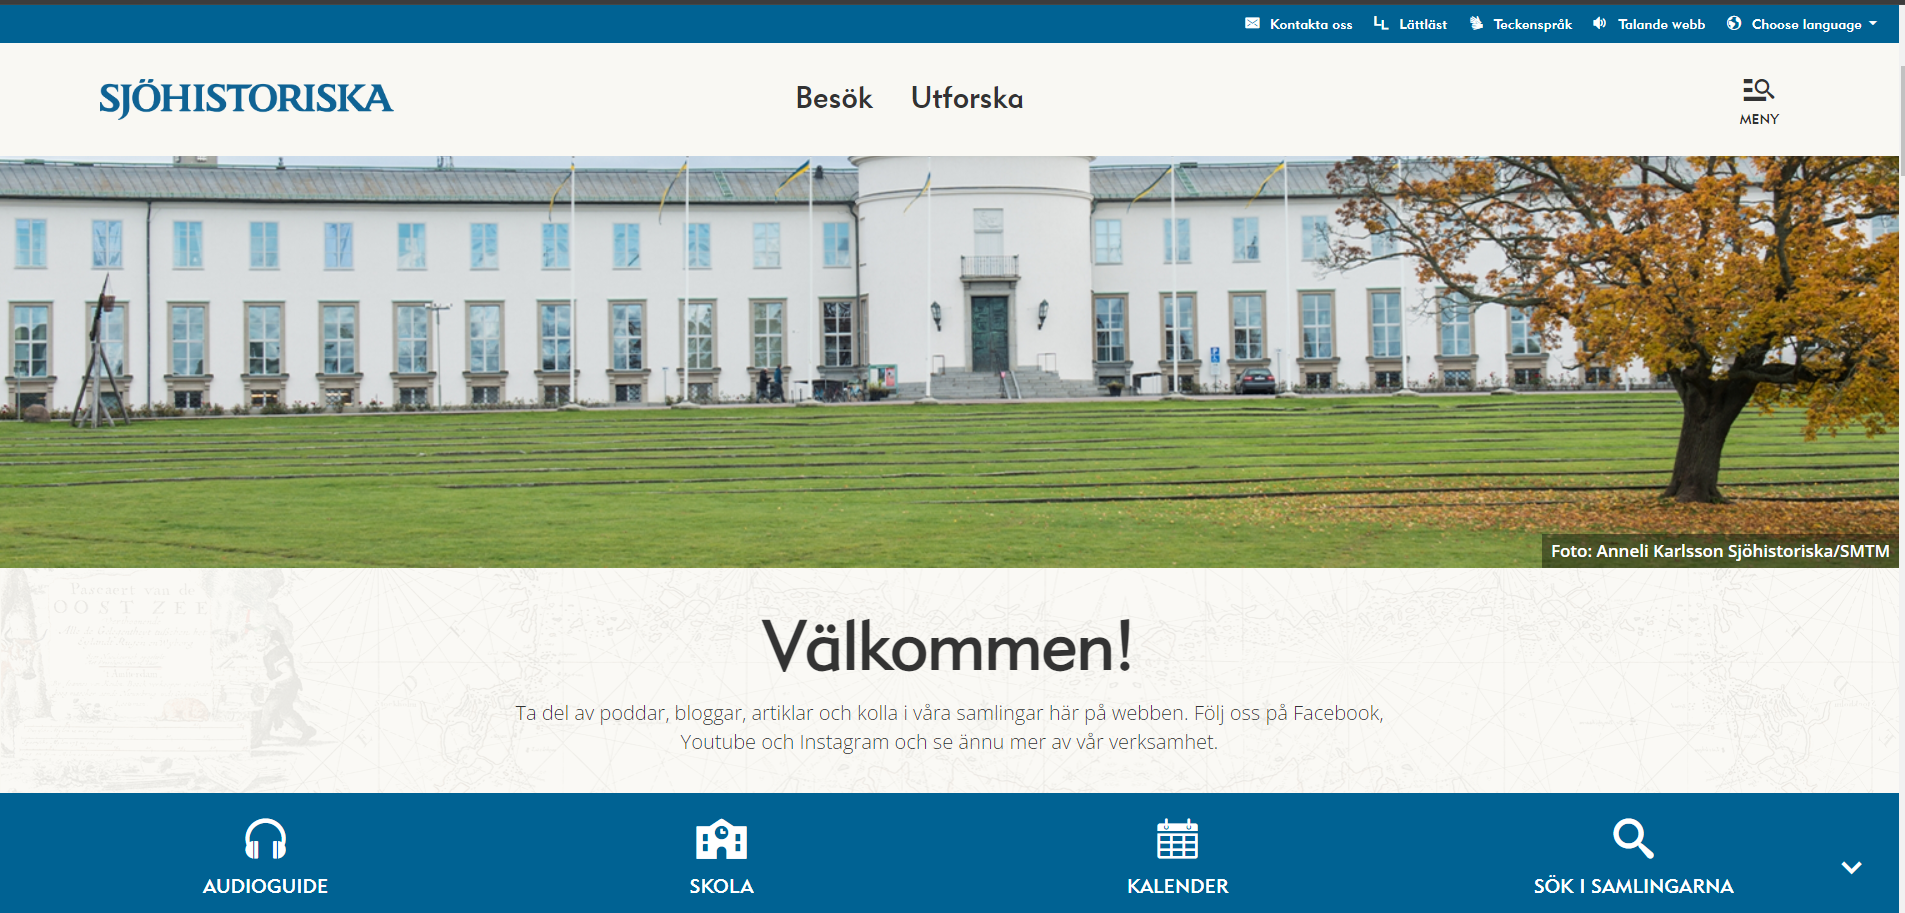 Kontakta oss Lättläst Teckenspråk Talande webb Choose language
SJÖHISTORISKA
Besök Utforska
MENY
Foto: Anneli Karlsson Sjöhistoriska/SMTM
Pascaert van de
OOST ZEE
Välkommen!
Ta del av poddar, bloggar, artiklar och kolla i våra samlingar här på webben. Följ oss på Facebook,
Youtube och Instagram och se ännu mer av vår verksamhet.
AUDIOGUIDE SKOLA KALENDER SÖK I SAMLINGARNA